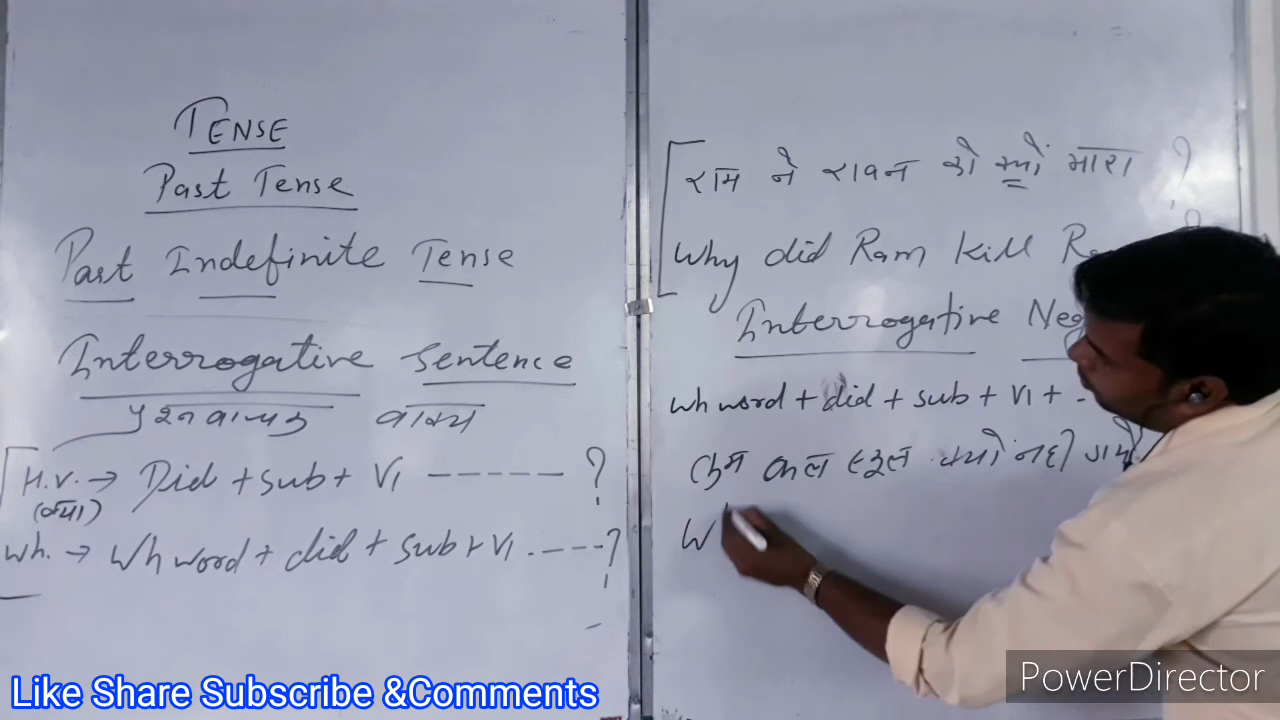 TENSE
Past Tense
Past Indefinite Tense
Interrogative Sentence
प्रश्नवाचक वाक्य
H.V. → Did + sub + V1 ------ ?
(क्या)
Wh. → Wh word + did + sub + V1 .----?
राम ने रावन को क्यों मारा ?
Why did Ram kill Ra
Interrogative Neg
Wh word + did + sub + V1 + -
तुम कल स्कूल क्यों नही गये
W
Like Share Subscribe &Comments
PowerDirector